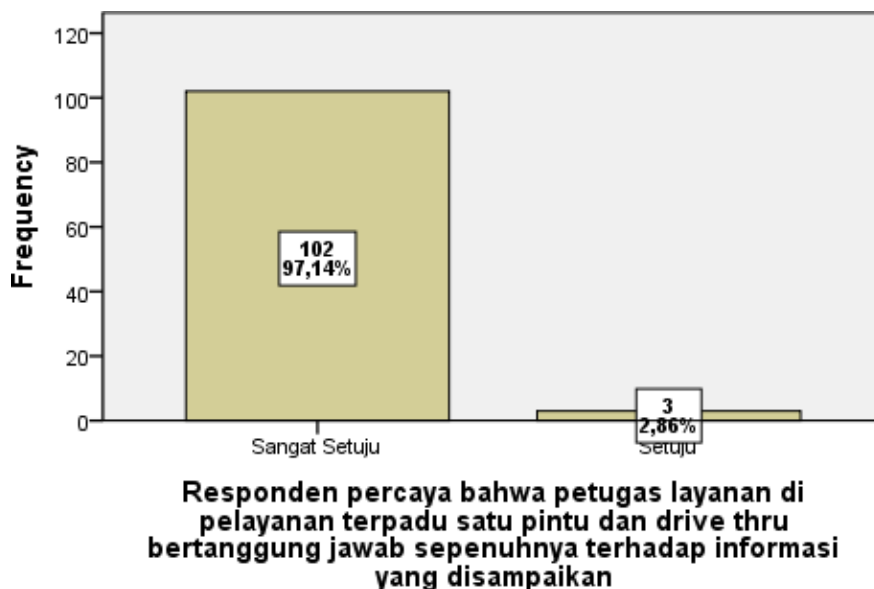 120
100
80
60
40
20
0
Frequency
102
97,14%
3
2,86%
Sangat Setuju
Setuju
Responden percaya bahwa petugas layanan di
pelayanan terpadu satu pintu dan drive thru
bertanggung jawab sepenuhnya terhadap informasi
yang disampaikan